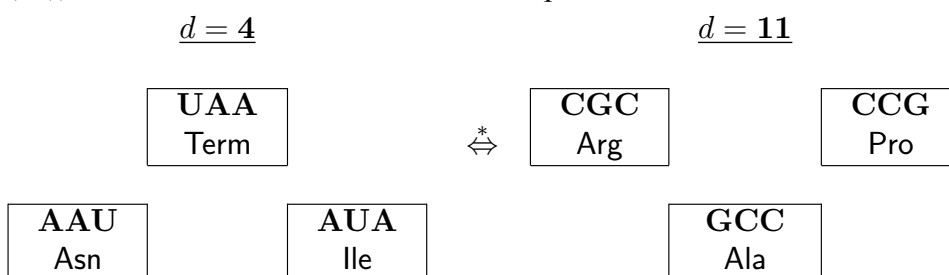 d = 4 d = 11
UAA CGC CCG
Term ⇔* Arg Pro
AAU AUA GCC
Asn Ile Ala